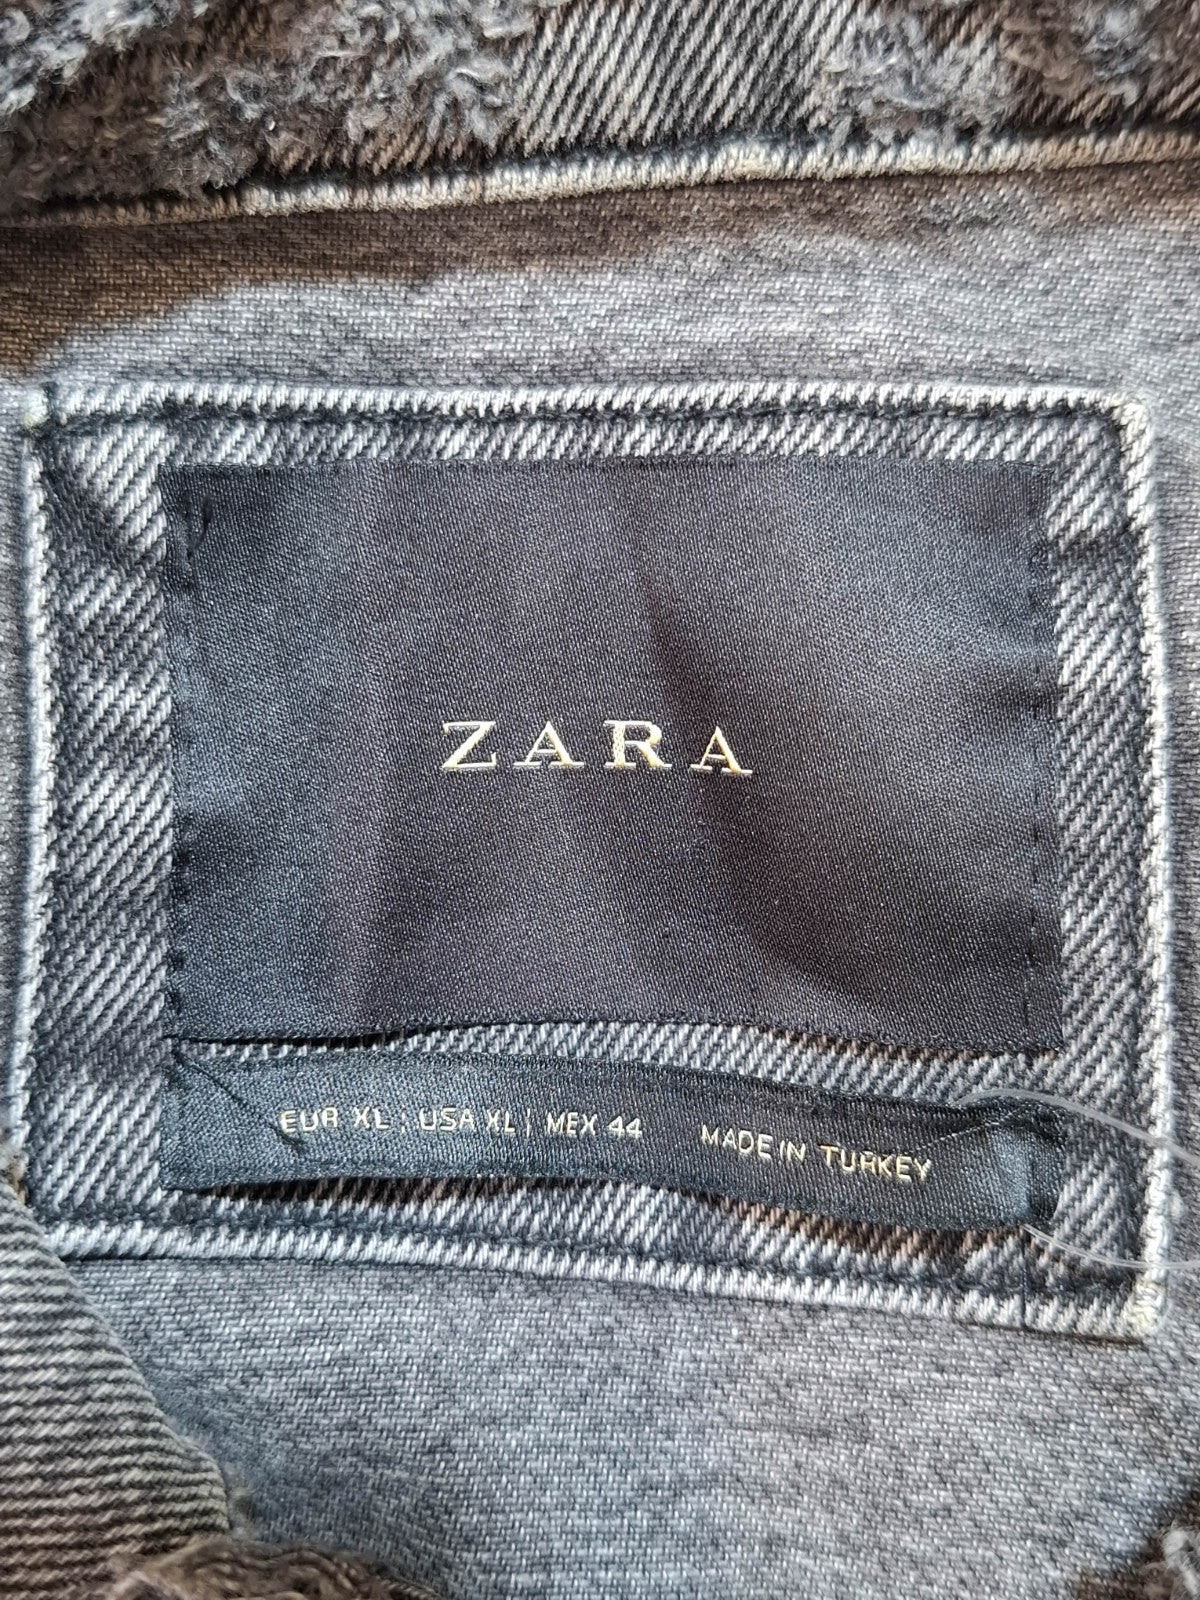 ZARA
EUR XL | USA XL | MEX 44 MADE IN TURKEY